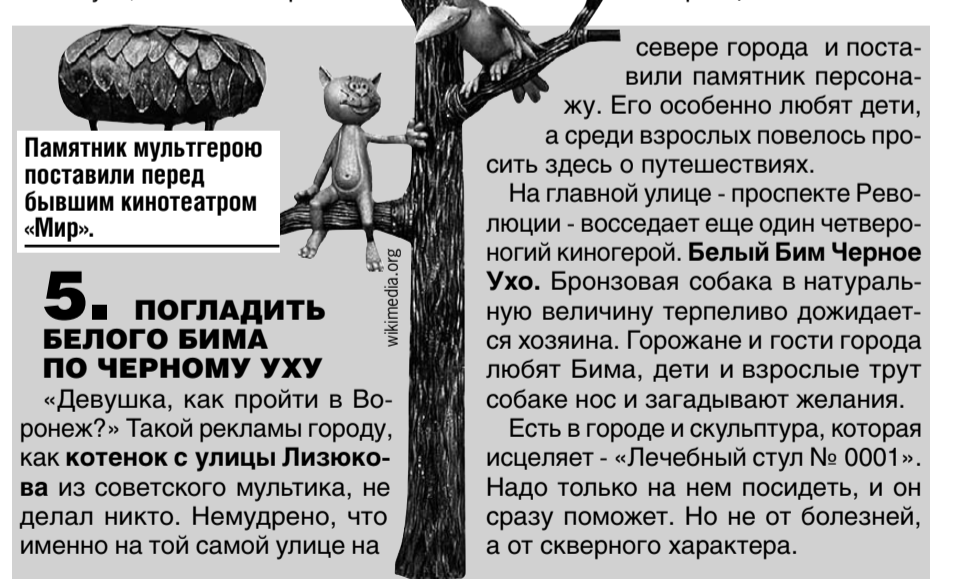 Памятник мультгерою
поставили перед
бывшим кинотеатром
«Мир».
wikimedia.org
5. ПОГЛАДИТЬ
БЕЛОГО БИМА
ПО ЧЕРНОМУ УХУ
«Девушка, как пройти в Во-
ронеж?» Такой рекламы городу,
как котенок с улицы Лизюко-
ва из советского мультика, не
делал никто. Немудрено, что
именно на той самой улице на
севере города и поста-
вили памятник персона-
жу. Его особенно любят дети,
а среди взрослых повелось про-
сить здесь о путешествиях.
На главной улице - проспекте Рево-
люции - восседает еще один четверо-
ногий киногерой. Белый Бим Черное
Ухо. Бронзовая собака в натураль-
ную величину терпеливо дожидает-
ся хозяина. Горожане и гости города
любят Бима, дети и взрослые трут
собаке нос и загадывают желания.
Есть в городе и скульптура, которая
исцеляет - «Лечебный стул № 0001».
Надо только на нем посидеть, и он
сразу поможет. Но не от болезней,
а от скверного характера.